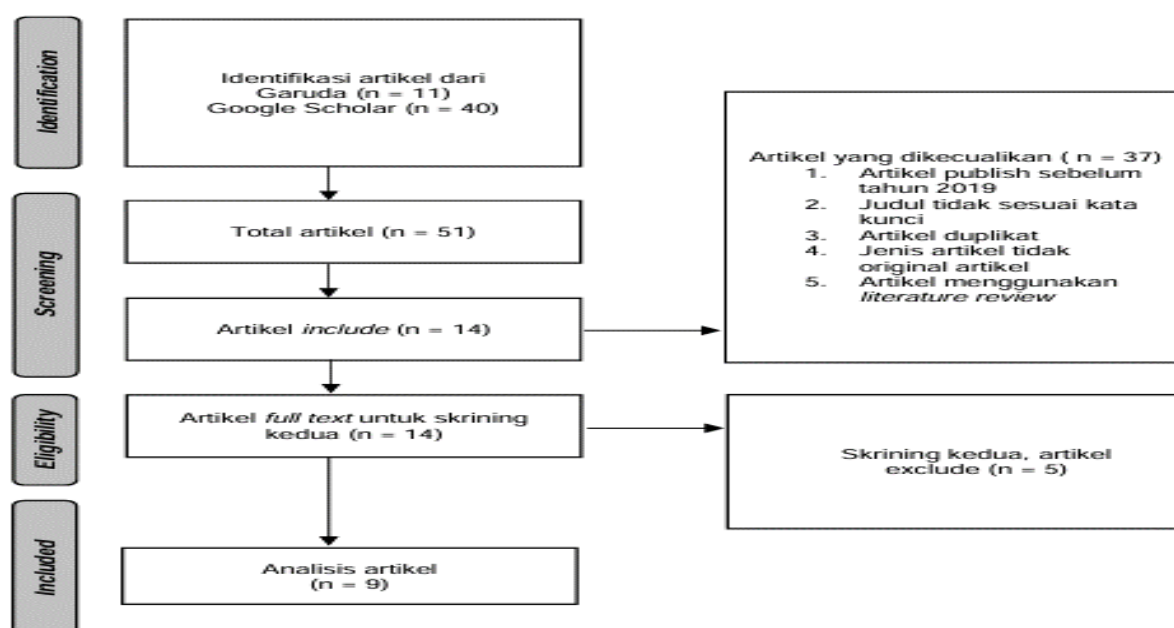 Identification
Identifikasi artikel dari
Garuda (n = 11)
Google Scholar (n = 40)
Screening
Total artikel (n = 51)
Artikel include (n = 14)
Artikel yang dikecualikan ( n = 37)
1. Artikel publish sebelum
tahun 2019
2. Judul tidak sesuai kata
kunci
3. Artikel duplikat
4. Jenis artikel tidak
original artikel
5. Artikel menggunakan
literature review
Eligibility
Artikel full text untuk skrining
kedua (n = 14)
Skrining kedua, artikel
exclude (n = 5)
Included
Analisis artikel
(n = 9)